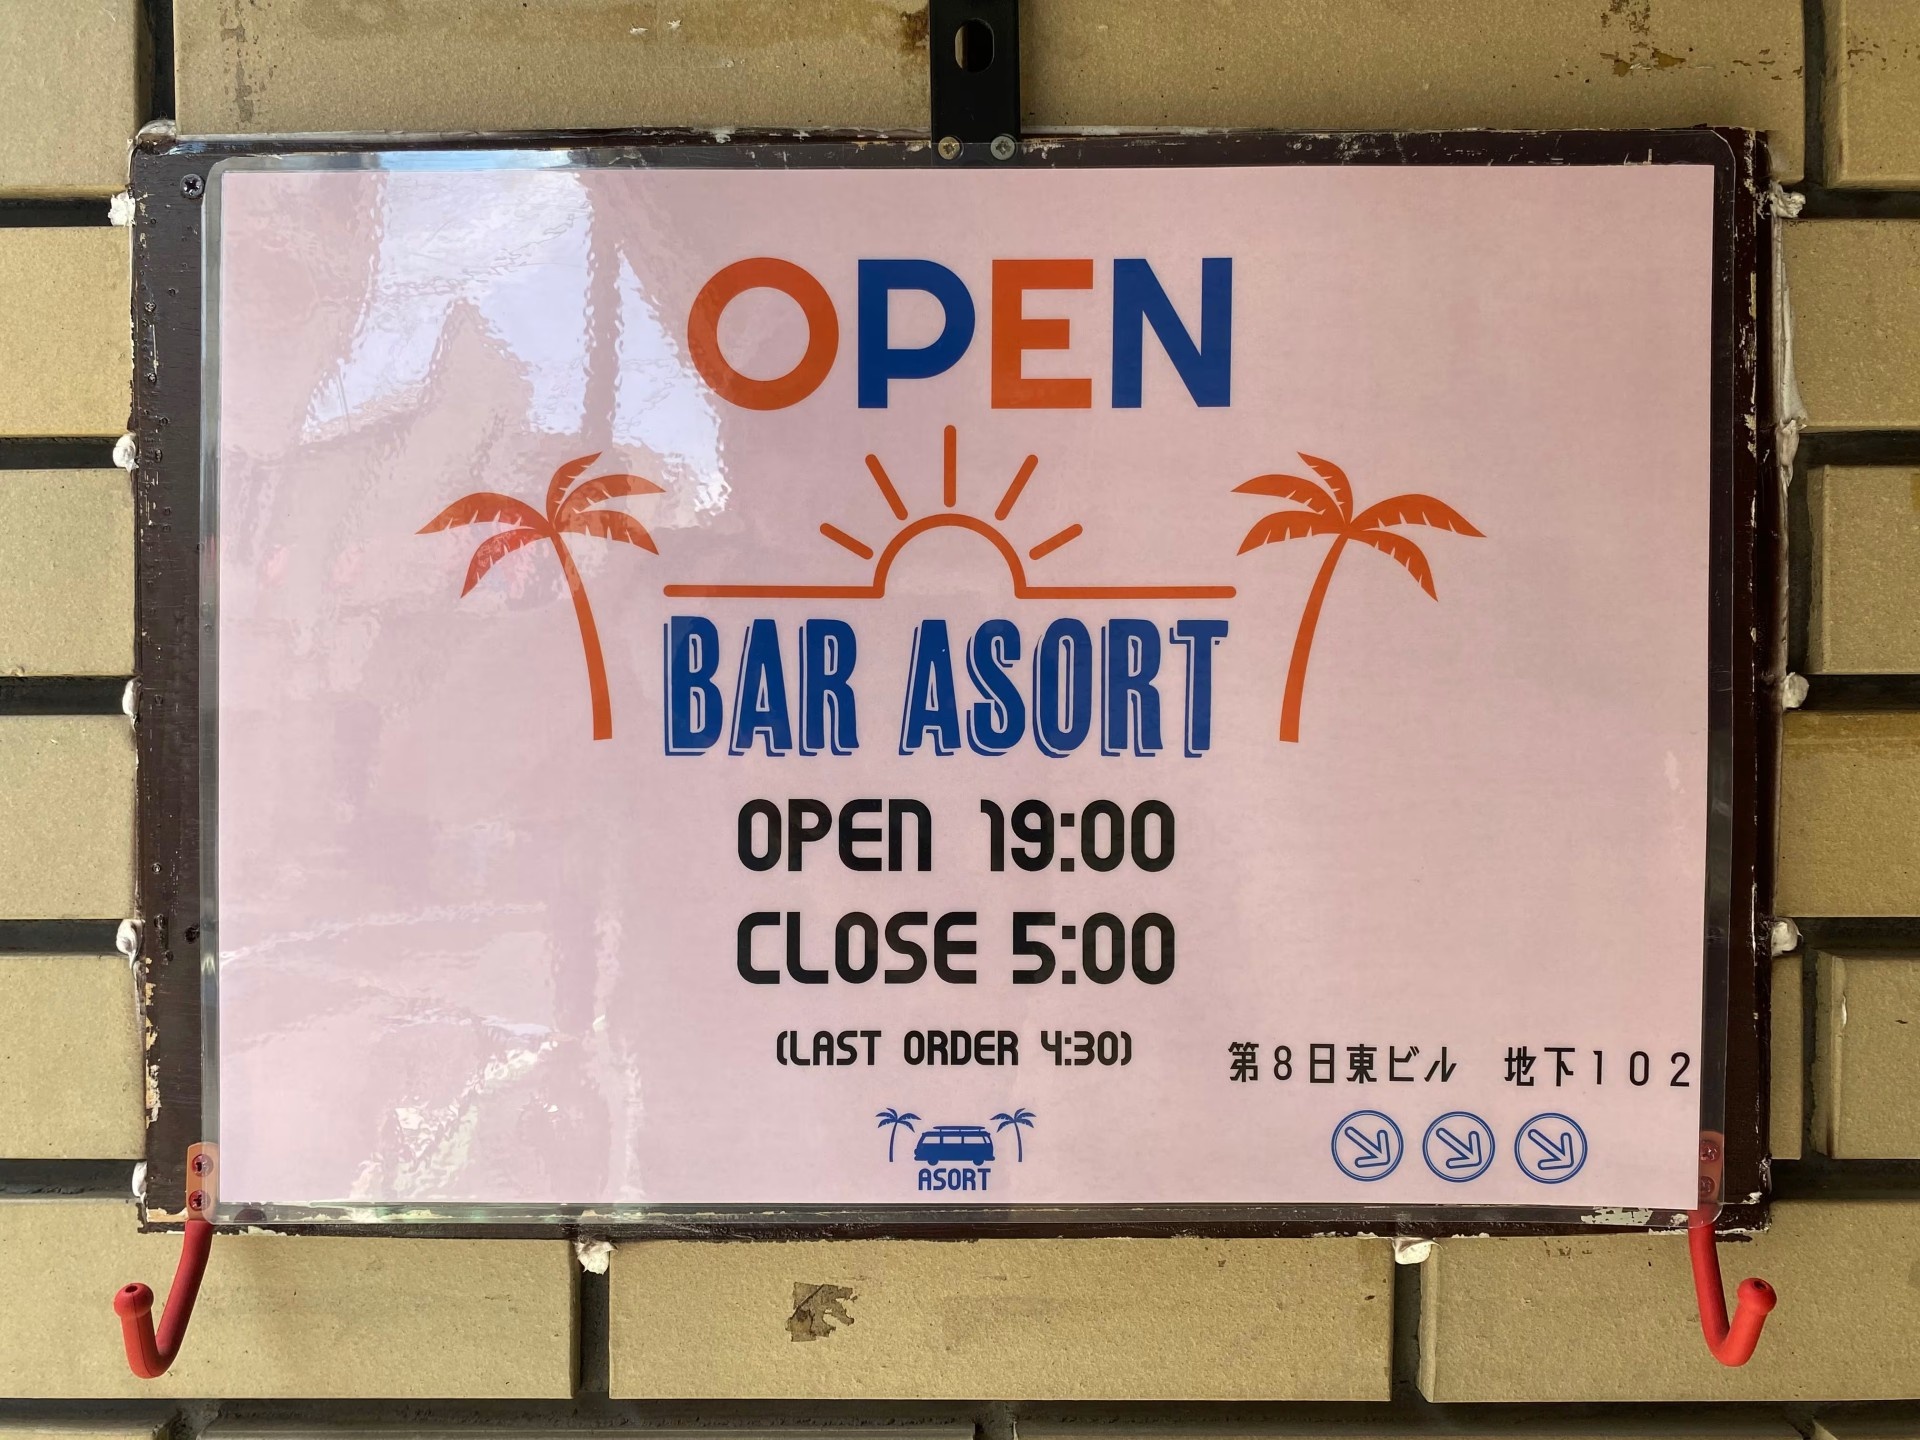 OPEN
BAR ASORT
OPEN 19:00
CLOSE 5:00
(LAST ORDER 4:30)
第8日東ビル 地下102
ASORT